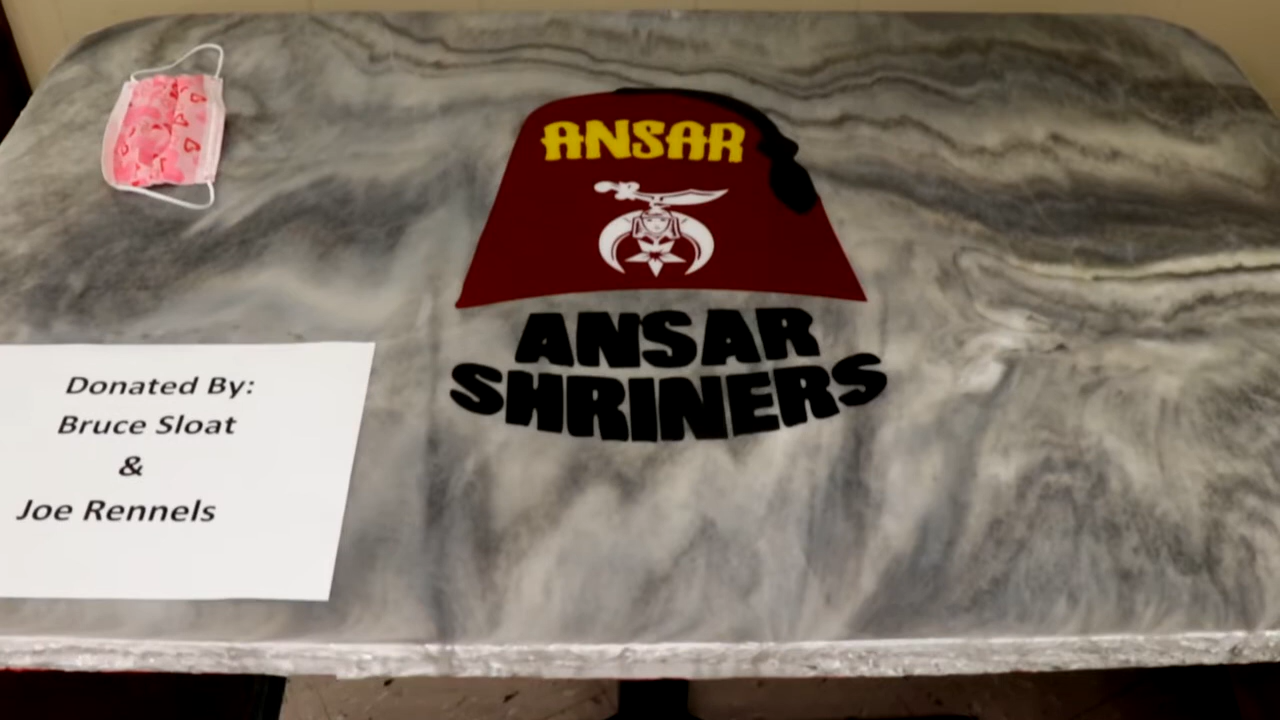 ANSAR
ANSAR
SHRINERS
Donated By:
Bruce Sloat
&
Joe Rennels